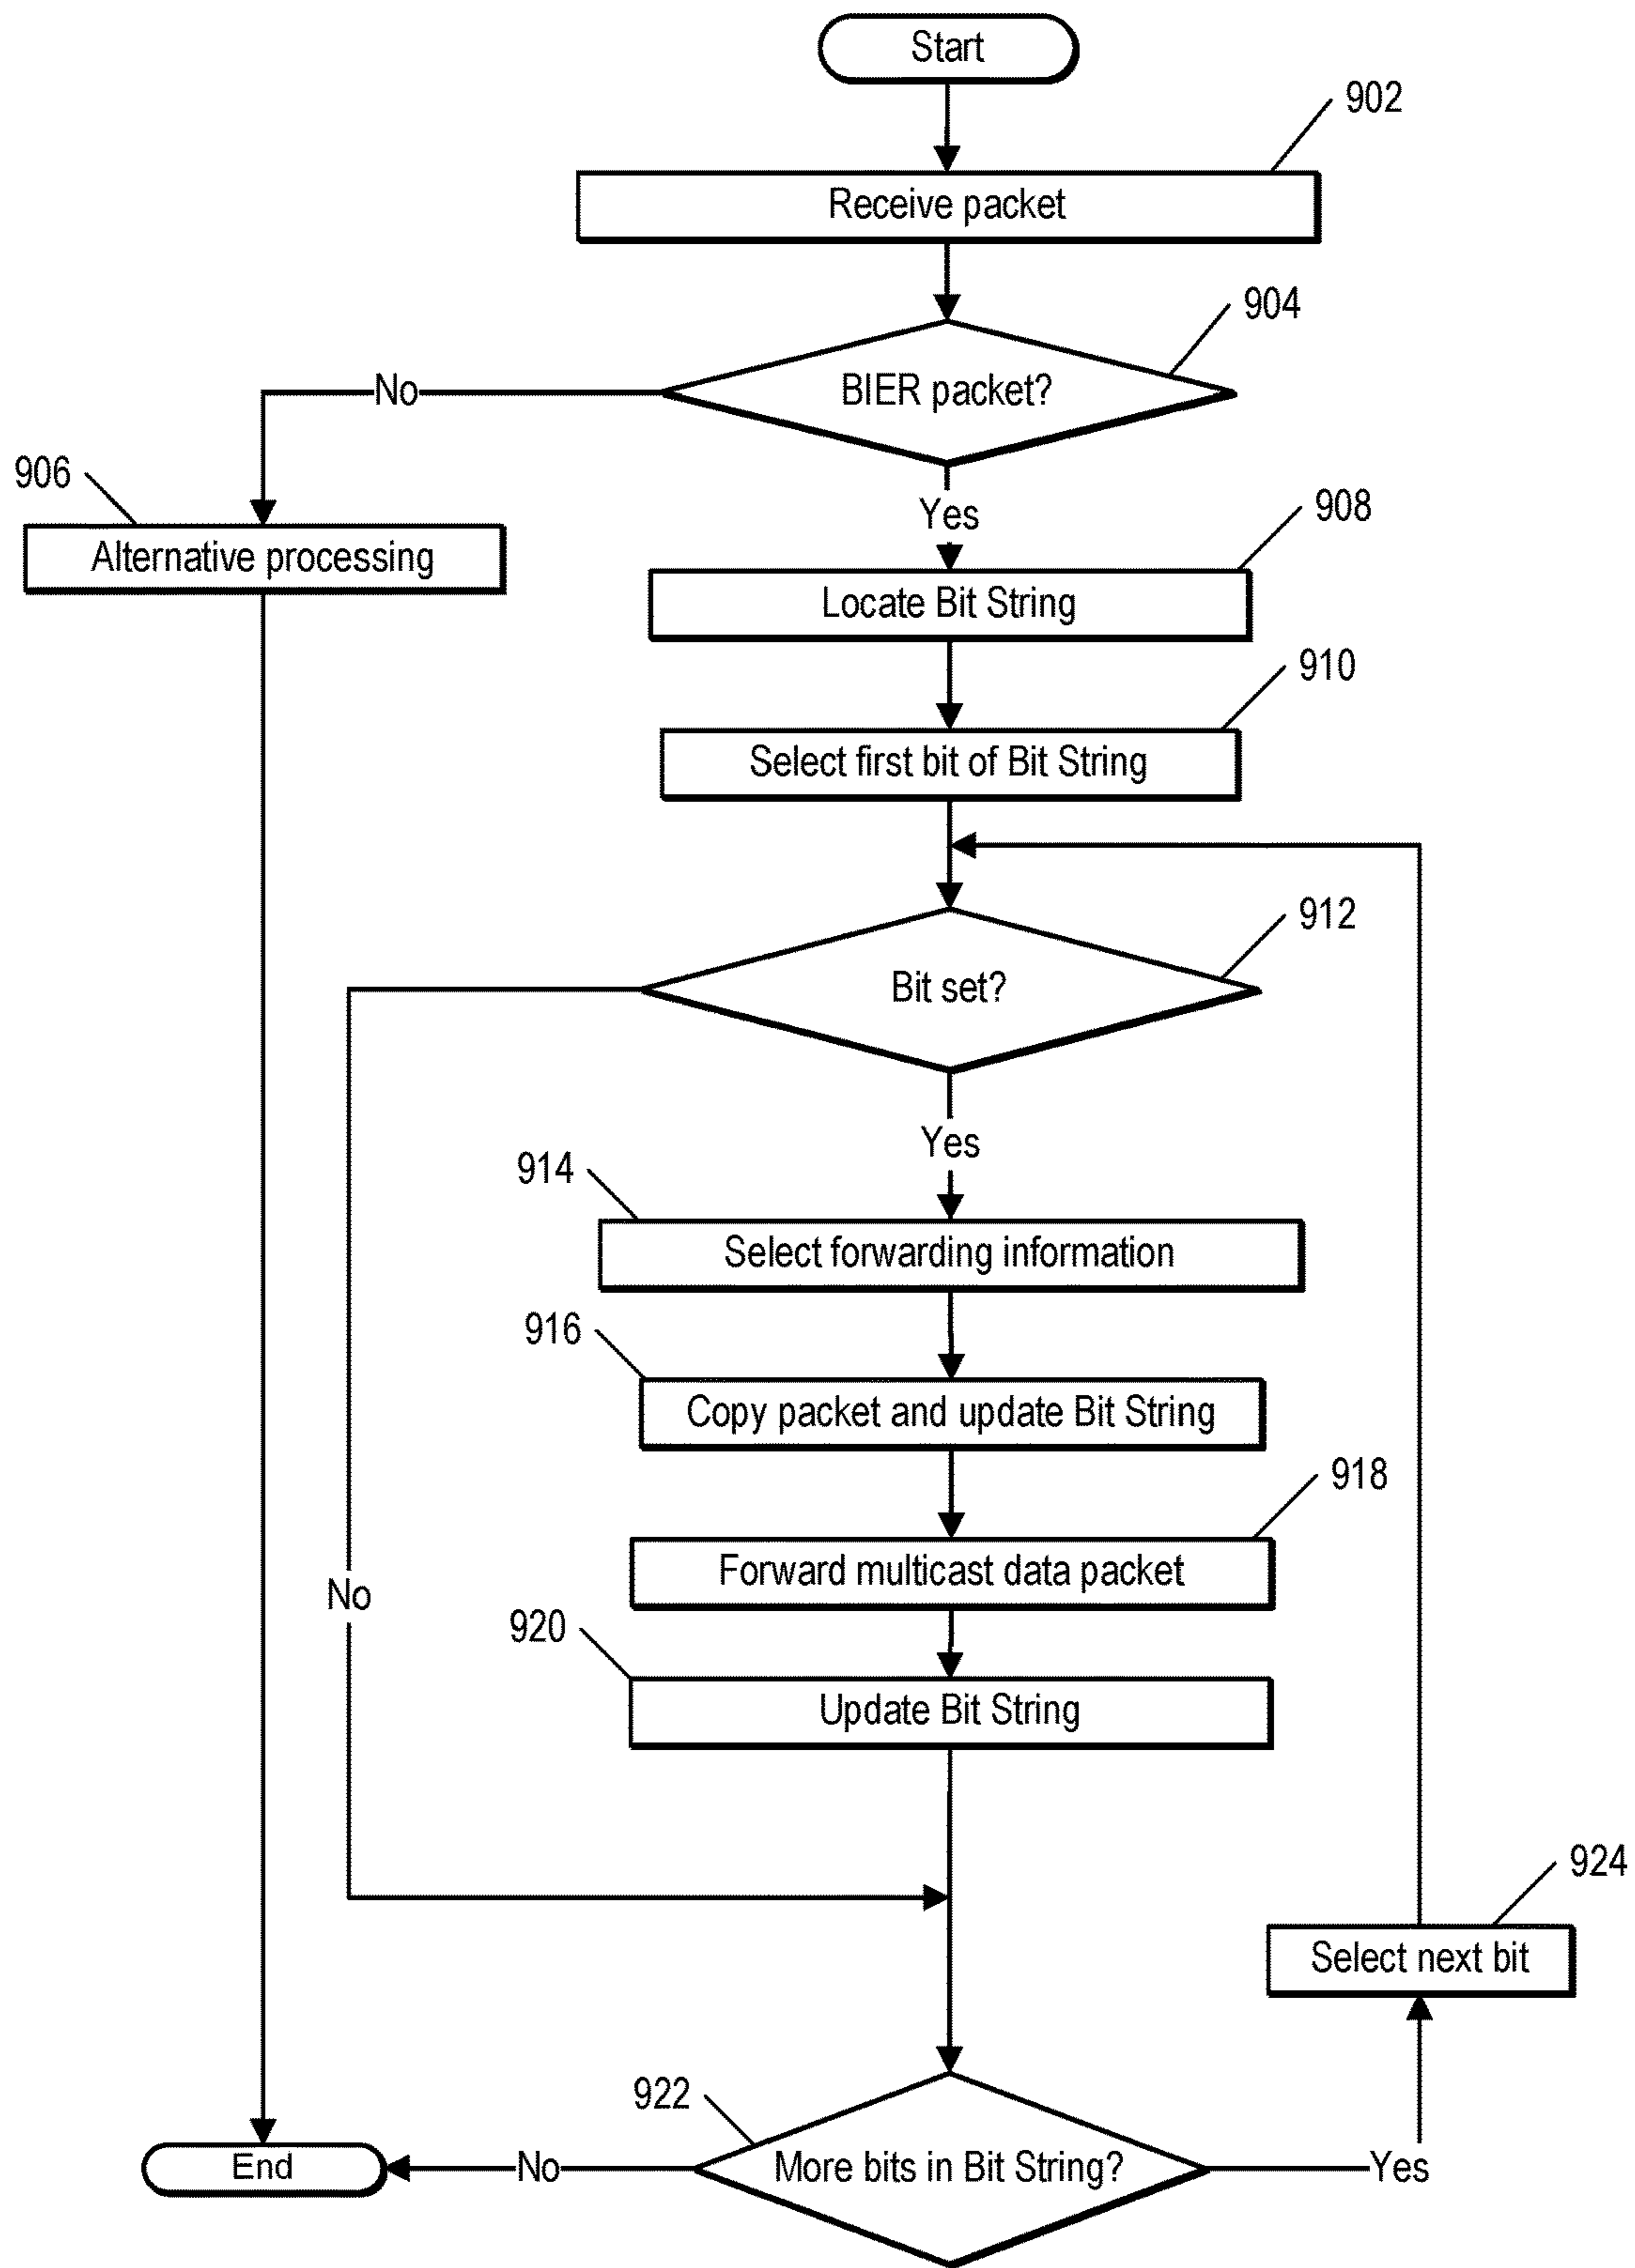 Start
902
Receive packet
904
BIER packet?
No
906
Yes
908
Alternative processing
Locate Bit String
910
Select first bit of Bit String
912
Bit set?
Yes
914
Select forwarding information
916
Copy packet and update Bit String
918
Forward multicast data packet
No
920
Update Bit String
924
Select next bit
922
End
No
More bits in Bit String?
Yes